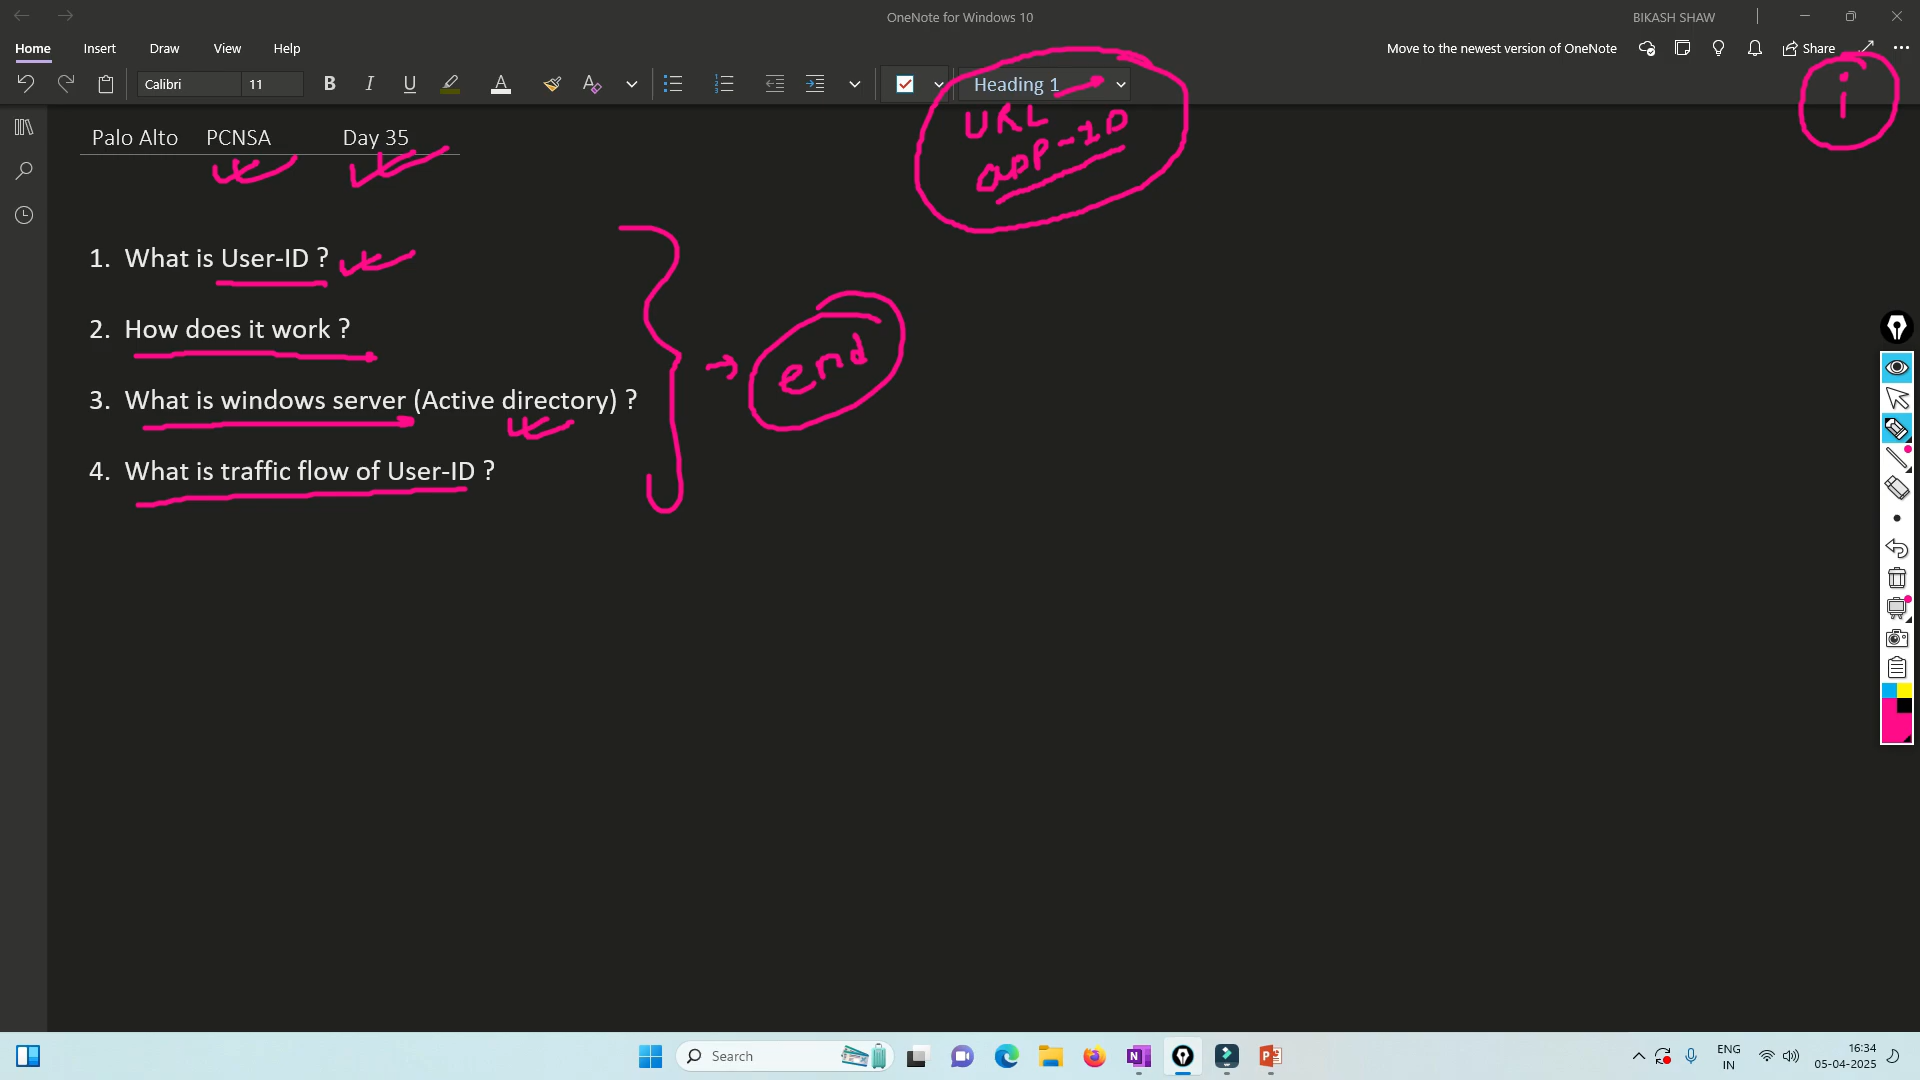 OneNote for Windows 10
BIKASH SHAW
Home Insert Draw View Help
Move to the newest version of OneNote
Share
Calibri 11
B I U A A
Heading 1
URL
APP-ID
i
Palo Alto PCNSA Day 35
1. What is User-ID ?
2. How does it work ?
end
3. What is windows server (Active directory) ?
4. What is traffic flow of User-ID ?
Search
ENG
IN
16:34
05-04-2025